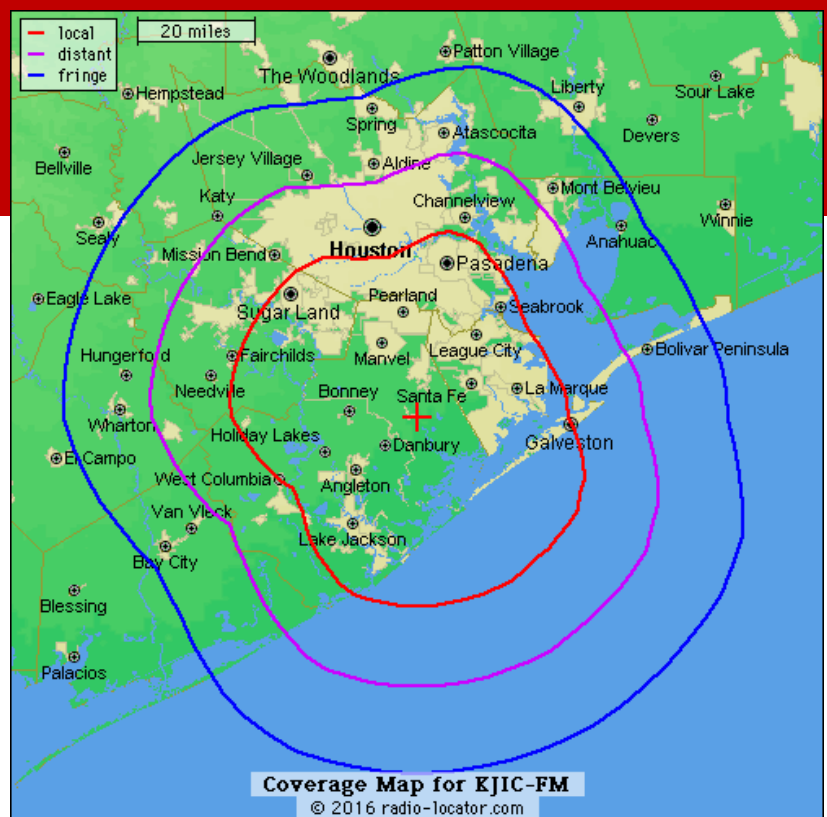 local
20 miles
distant
fringe
Patton Village
The Woodlands
Hempstead
Liberty
Sour Lake
Spring
Atascocita
Devers
Bellville
Jersey Village
Aldine
Katy
Channelview
Mont Belvieu
Sealy
Winnie
Houston
Anahuac
Mission Bend
Pasadena
Eagle Lake
Sugar Land
Pearland
Seabrook
Hungerford
Fairchilds
Manvel
League City
Bolivar Peninsula
Needville
Bonney
Santa Fe
La Marque
Wharton
Holiday Lakes
Danbury
Galveston
El Campo
West Columbia
Angleton
Van Vleck
Lake Jackson
Bay City
Blessing
Palacios
Coverage Map for KJIC-FM
© 2016 radio-locator.com